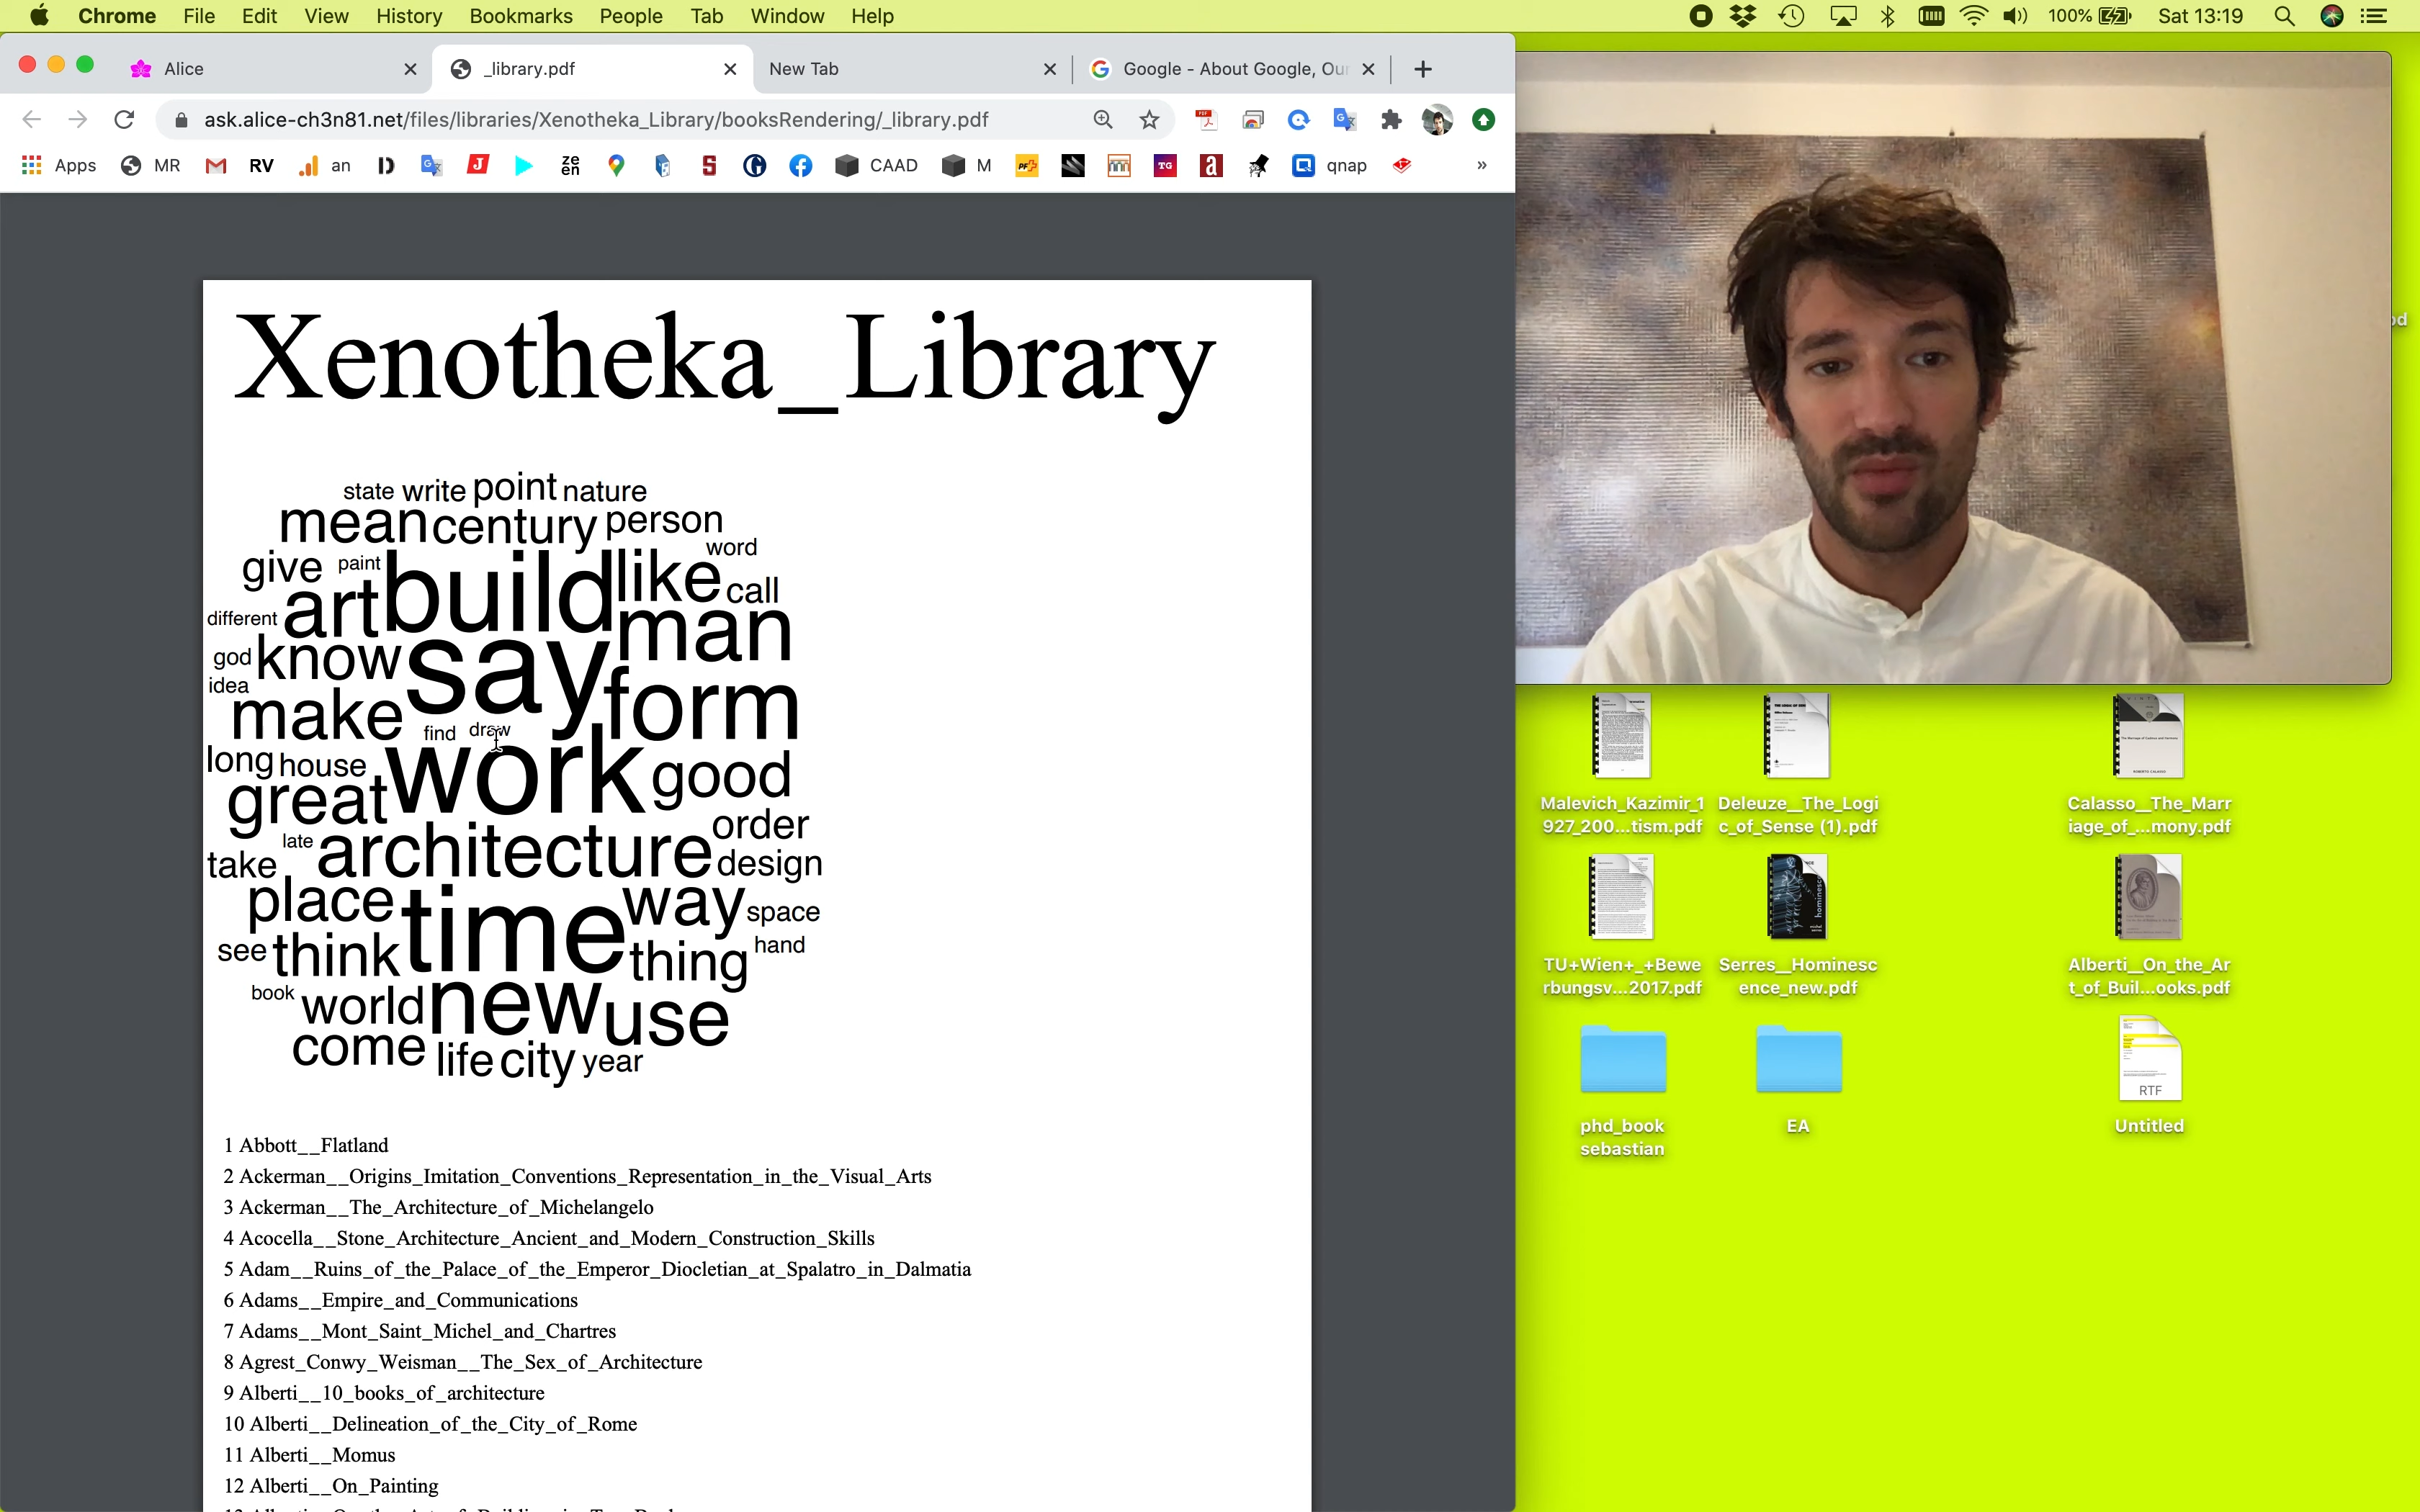 Chrome File Edit View History Bookmarks People Tab Window Help 100% Sat 13:19
Alice _library.pdf New Tab Google - About Google, Our
ask.alice-ch3n81.net/files/libraries/Xenotheka_Library/booksRendering/_library.pdf
Apps MR RV an CAAD M qnap »
Xenotheka_Library
state write point nature
mean century person
word
give paint build like call
different art man
god know say
idea
make form
find draw
long house work good
great
order
late architecture
take design
place time way space
see think thing hand
book world new use
come life city year
1 Abbott__Flatland
2 Ackerman__Origins_Imitation_Conventions_Representation_in_the_Visual_Arts
3 Ackerman__The_Architecture_of_Michelangelo
4 Acocella__Stone_Architecture_Ancient_and_Modern_Construction_Skills
5 Adam__Ruins_of_the_Palace_of_the_Emperor_Diocletian_at_Spalatro_in_Dalmatia
6 Adams__Empire_and_Communications
7 Adams__Mont_Saint_Michel_and_Chartres
8 Agrest_Conwy_Weisman__The_Sex_of_Architecture
9 Alberti__10_books_of_architecture
10 Alberti__Delineation_of_the_City_of_Rome
11 Alberti__Momus
12 Alberti__On_Painting
Malevich_Kazimir_1
927_200...tism.pdf
Deleuze__The_Logi
c_of_Sense (1).pdf
Calasso__The_Marr
iage_of_...mony.pdf
TU+Wien+_+Bewe
rbungsv...2017.pdf
Serres__Hominesc
ence_new.pdf
Alberti__On_the_Ar
t_of_Buil...ooks.pdf
phd_book
sebastian
EA
RTF
Untitled